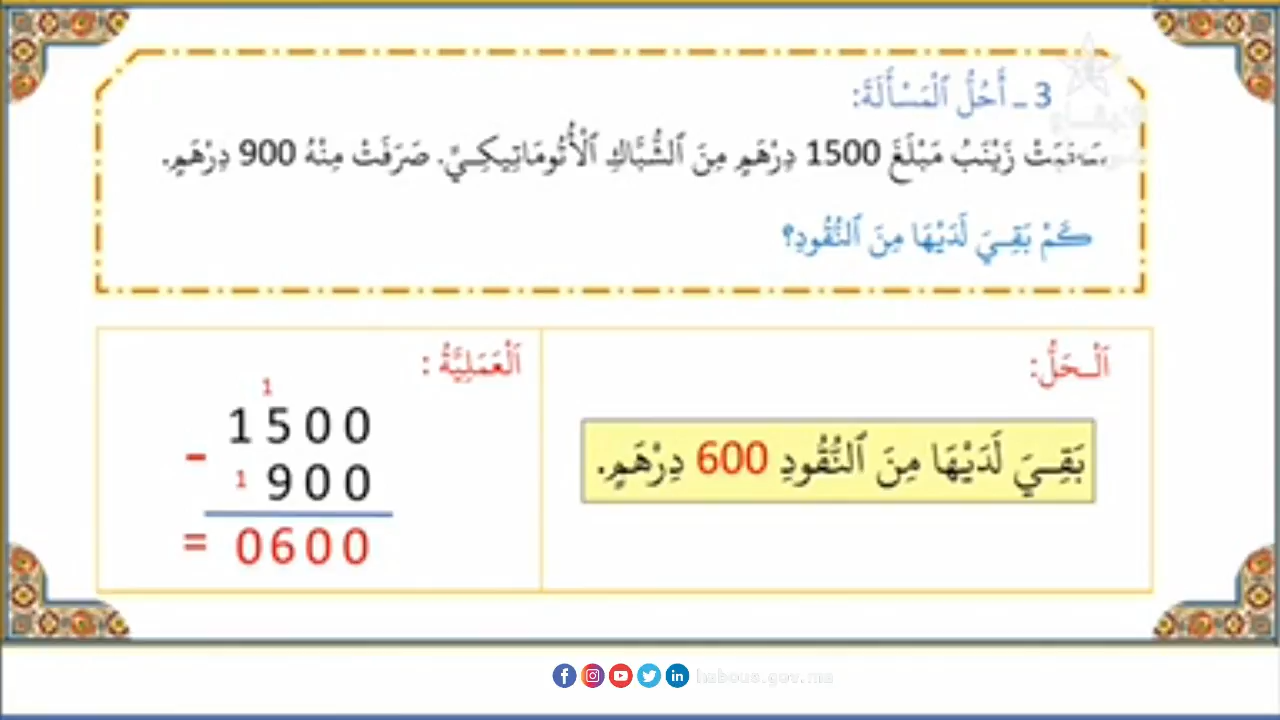 3 ـ أَحُلُّ ٱلْمَسْأَلَةَ:
زَيْنَبُ مَبْلَغَ 1500 دِرْهَمٍ مِنَ ٱلشُّبَّاكِ ٱلْأُتُومَاتِيكِيِّ. صَرَفَتْ مِنْهُ 900 دِرْهَمٍ.
كَمْ بَقِيَ لَدَيْهَا مِنَ ٱلنُّقُودِ؟
ٱلْحَلُّ:
بَقِيَ لَدَيْهَا مِنَ ٱلنُّقُودِ 600 دِرْهَمٍ.
ٱلْعَمَلِيَّةُ :
1
1500
- 1 900
= 0600
habous.gov.ma